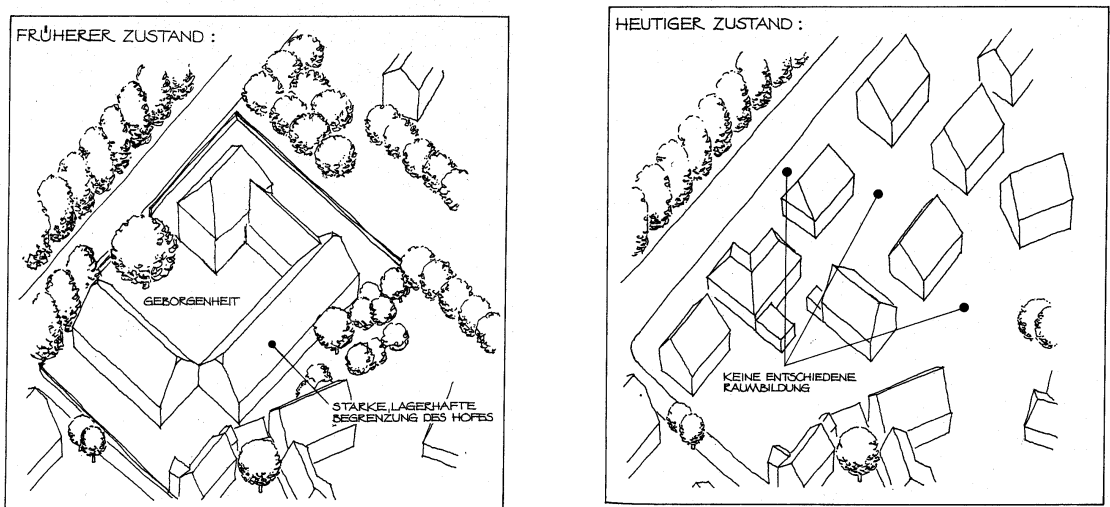 FRÜHERER ZUSTAND :
GEBORGENHEIT
STARKE, LAGERHAFTE
BEGRENZUNG DES HOFES
HEUTIGER ZUSTAND :
KEINE ENTSCHIEDENE
RAUMBILDUNG